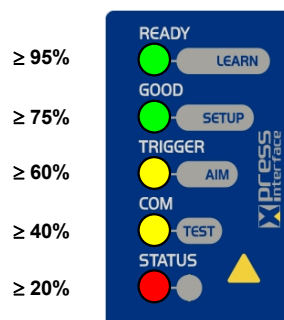 READY
≥ 95% LEARN
GOOD
≥ 75% SETUP
TRIGGER
≥ 60% AIM
COM
≥ 40% TEST
STATUS
≥ 20%
Xpress
interface